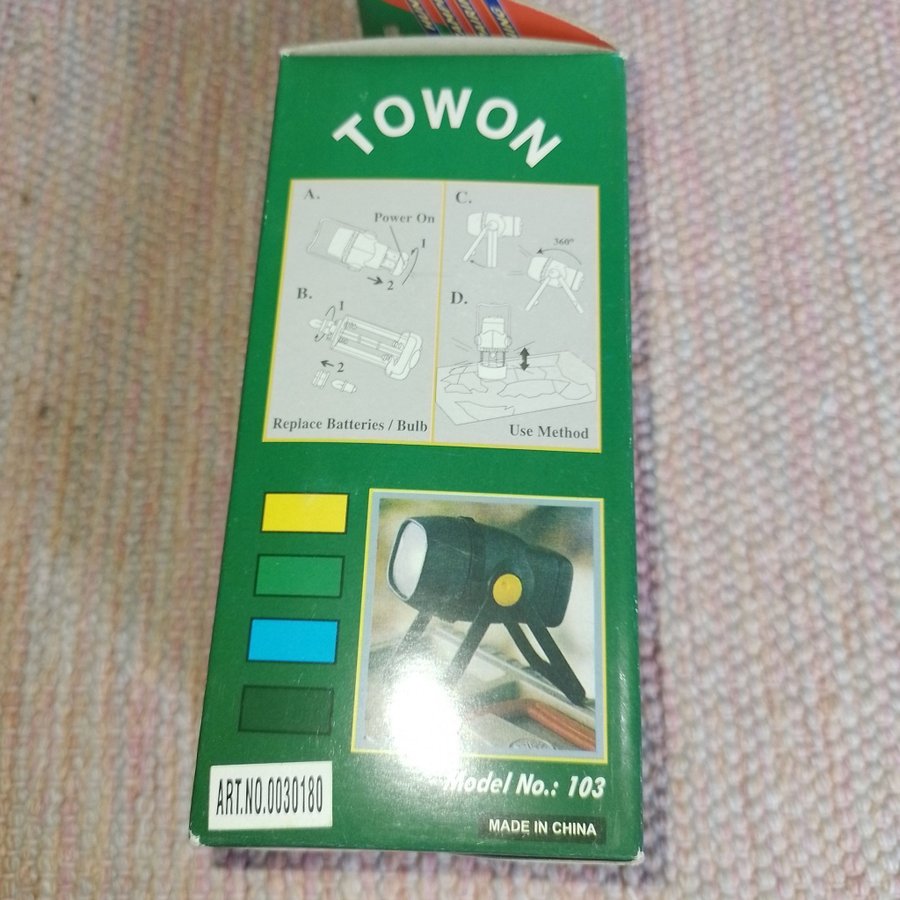 TOWON
A.
Power On
1
2
B.
1
2
Replace Batteries / Bulb
C.
360°
D.
Use Method
Model No.: 103
ART.NO.0030180
MADE IN CHINA